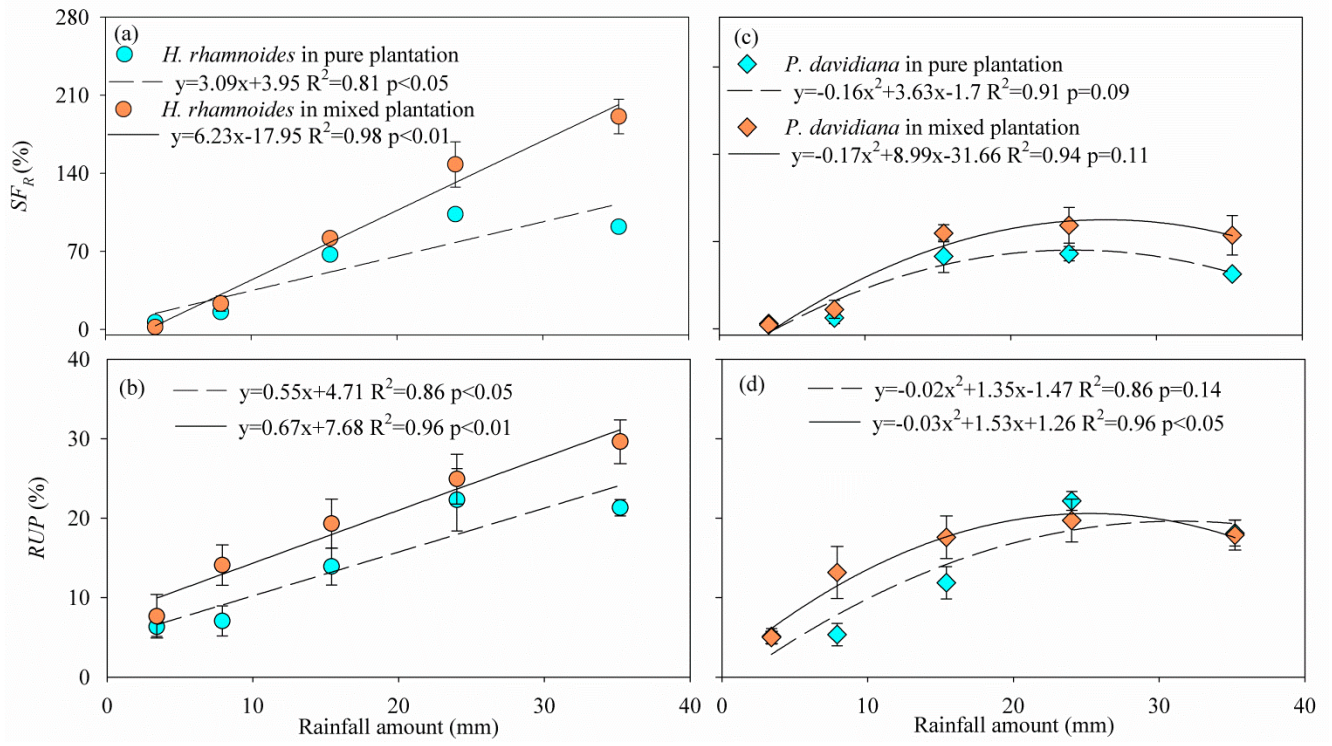 280
210
140
70
0
SF_R (%)
(a)
H. rhamnoides in pure plantation
y=3.09x+3.95 R²=0.81 p<0.05
H. rhamnoides in mixed plantation
y=6.23x-17.95 R²=0.98 p<0.01
(c)
P. davidiana in pure plantation
y=-0.16x²+3.63x-1.7 R²=0.91 p=0.09
P. davidiana in mixed plantation
y=-0.17x²+8.99x-31.66 R²=0.94 p=0.11
40
30
20
10
0
RUP (%)
(b)
y=0.55x+4.71 R²=0.86 p<0.05
y=0.67x+7.68 R²=0.96 p<0.01
(d)
y=-0.02x²+1.35x-1.47 R²=0.86 p=0.14
y=-0.03x²+1.53x+1.26 R²=0.96 p<0.05
0 10 20 30 40
Rainfall amount (mm)
0 10 20 30 40
Rainfall amount (mm)